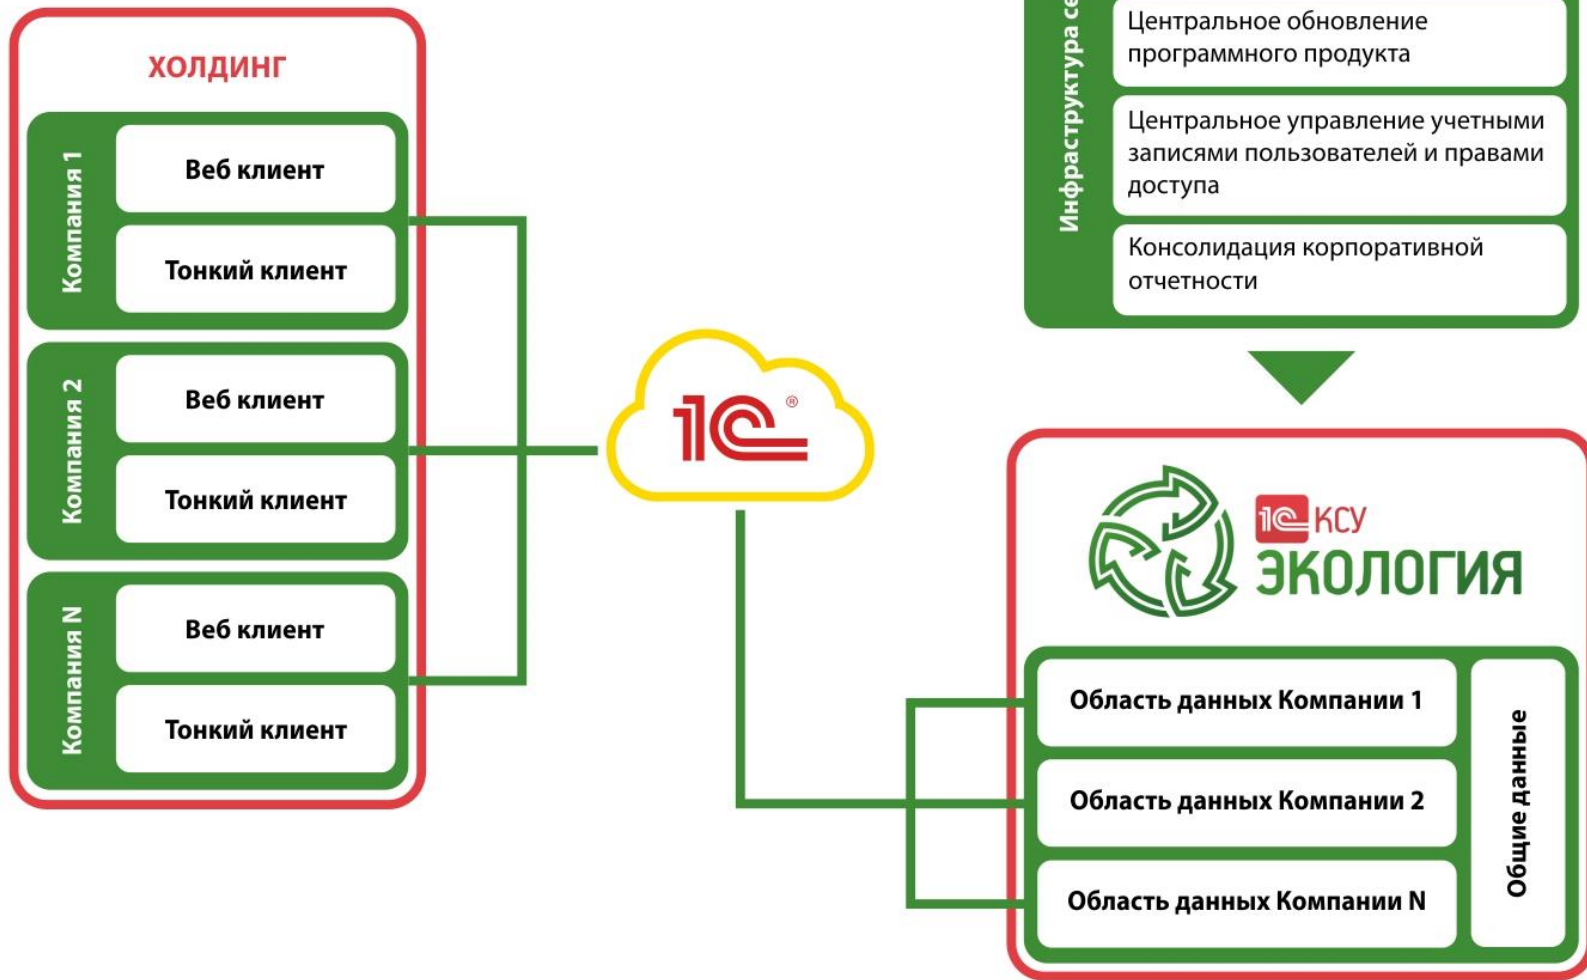 ХОЛДИНГ
Компания 1
Веб клиент
Тонкий клиент
Компания 2
Веб клиент
Тонкий клиент
Компания N
Веб клиент
Тонкий клиент
1С ®
Инфраструктура
Центральное обновление
программного продукта
Центральное управление учетными
записями пользователей и правами
доступа
Консолидация корпоративной
отчетности
1С КСУ
ЭКОЛОГИЯ
Область данных Компании 1
Область данных Компании 2
Область данных Компании N
Общие данные